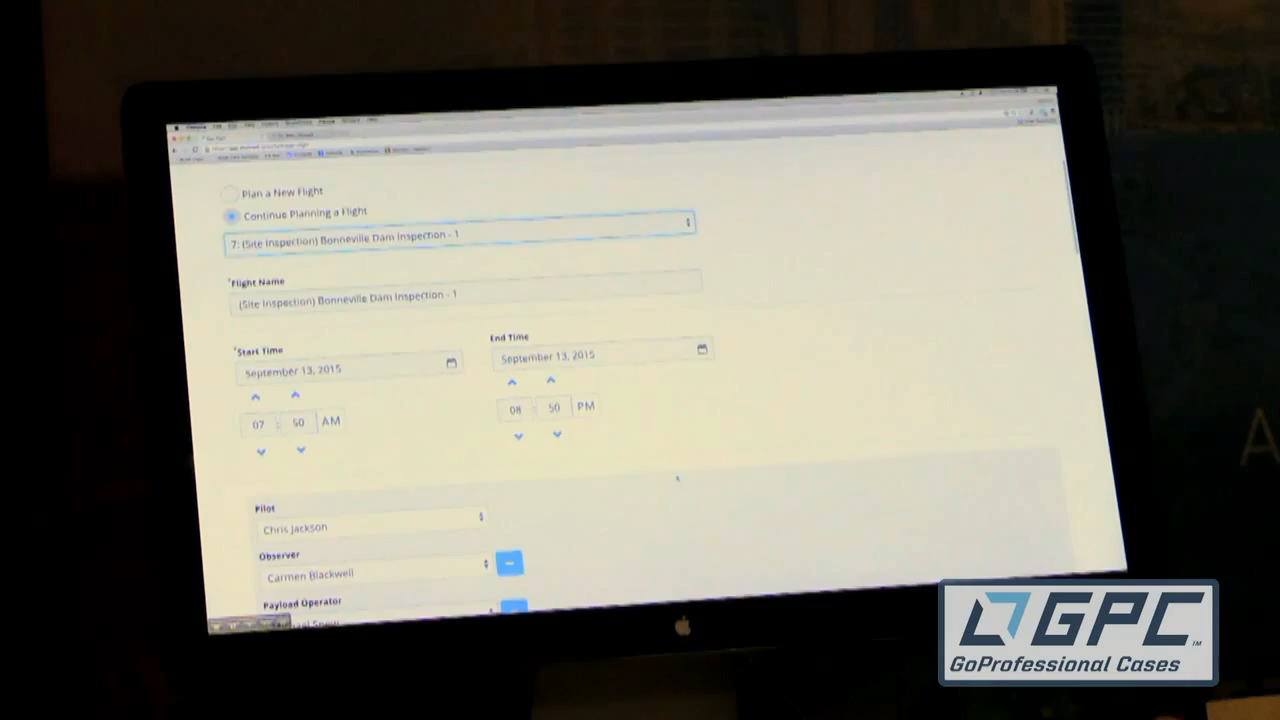 Plan a New Flight
Continue Planning a Flight
7: (Site Inspection) Bonneville Dam Inspection - 1
*Flight Name
(Site Inspection) Bonneville Dam Inspection - 1
*Start Time
End Time
September 13, 2015
September 13, 2015
07 : 50 AM
08 : 50 PM
Pilot
Chris Jackson
Observer
Carmen Blackwell
Payload Operator
A
GPC™
GoProfessional Cases